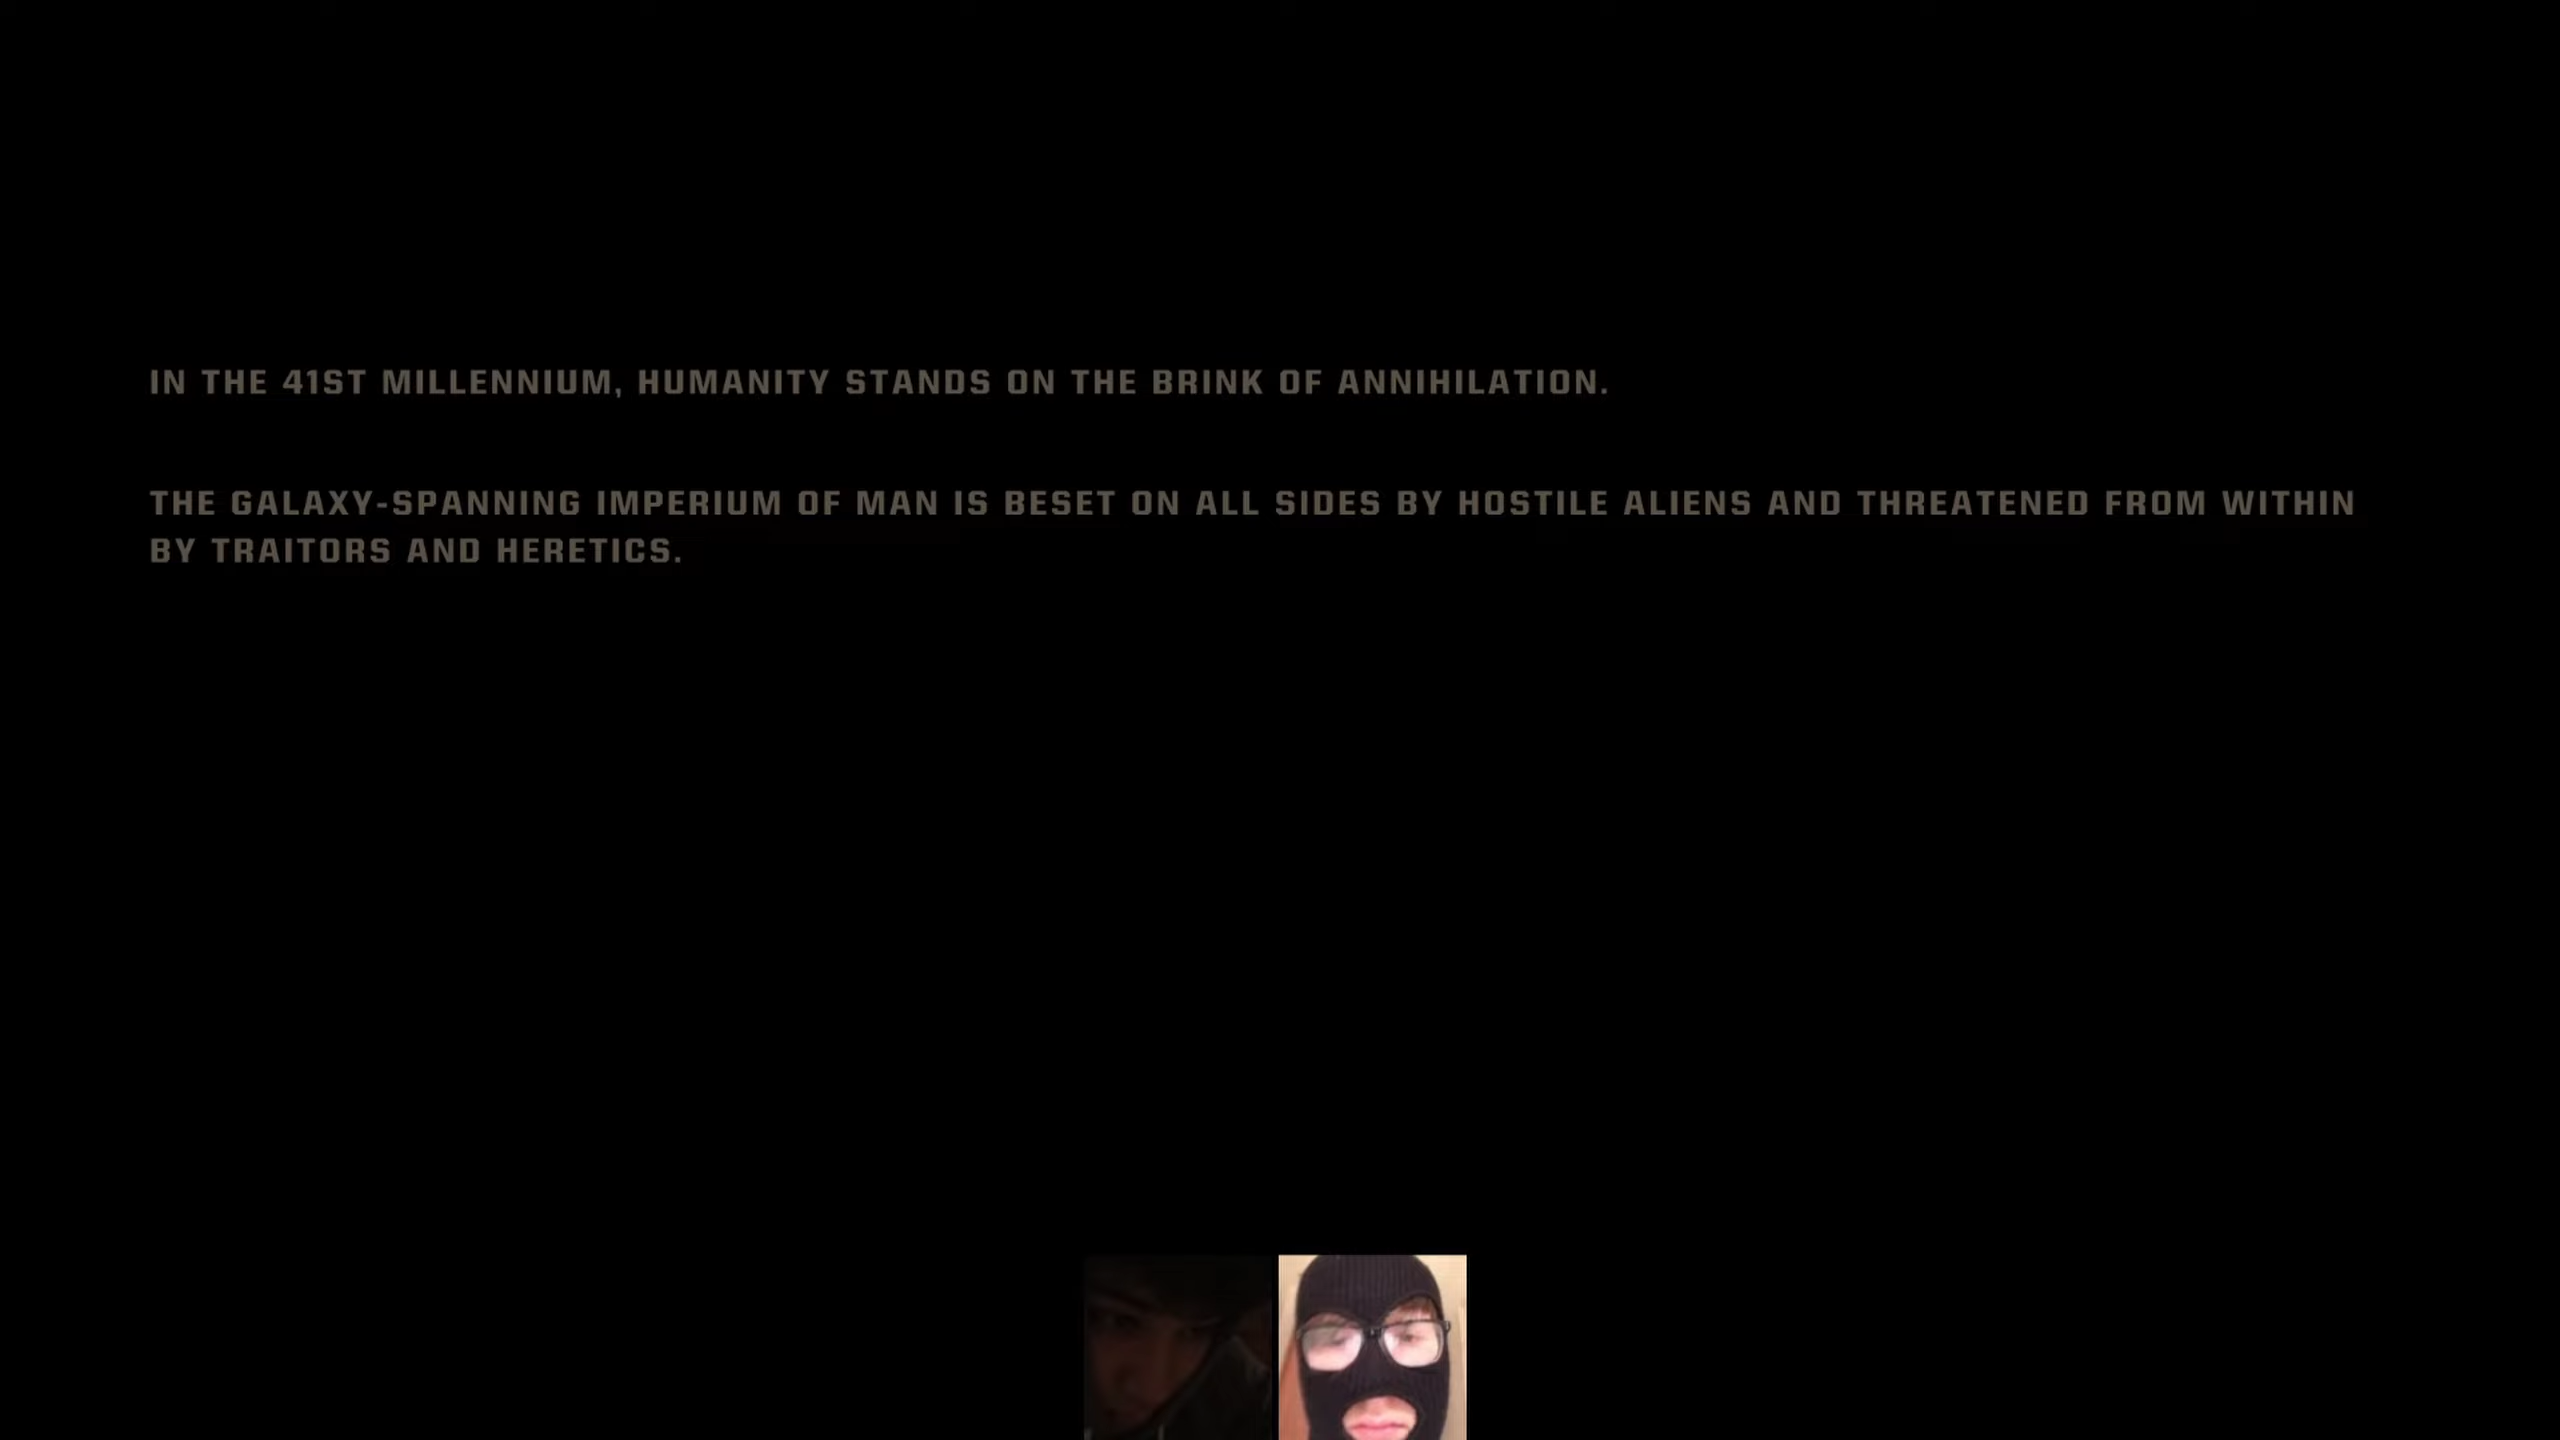 IN THE 41ST MILLENNIUM, HUMANITY STANDS ON THE BRINK OF ANNIHILATION.
THE GALAXY-SPANNING IMPERIUM OF MAN IS BESET ON ALL SIDES BY HOSTILE ALIENS AND THREATENED FROM WITHIN
BY TRAITORS AND HERETICS.